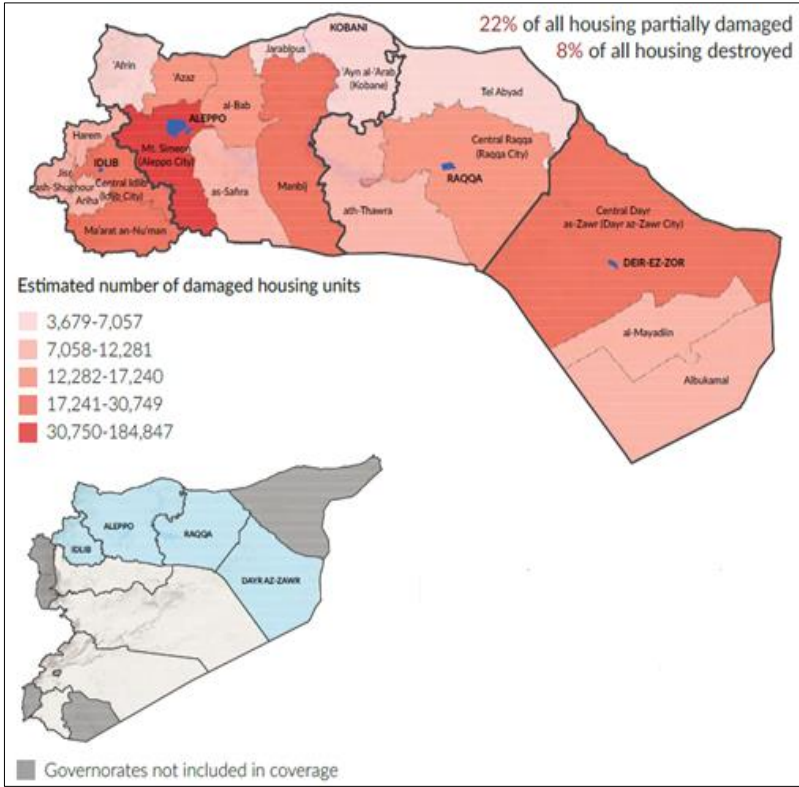 22% of all housing partially damaged
8% of all housing destroyed
KOBANI
Jarablous
'Afrin
'Azaz
'Ayn al-'Arab
(Kobane)
Tel Abyad
al-Bab
ALEPPO
Harem
Mt. Simeon
(Aleppo City)
Central Raqqa
(Raqqa City)
IDLIB
Jisr
ash-Shughour
Central Idlib
(Idlib City)
Ariha
as-Safira
Manbij
RAQQA
ath-Thawra
Ma'arat an-Nu'man
Central Dayr
as-Zawr (Dayr az-Zawr City)
DEIR-EZ-ZOR
al-Mayadiin
Albukamal
Estimated number of damaged housing units
3,679-7,057
7,058-12,281
12,282-17,240
17,241-30,749
30,750-184,847
ALEPPO
RAQQA
IDLIB
DAYR AZ-ZAWR
Governorates not included in coverage